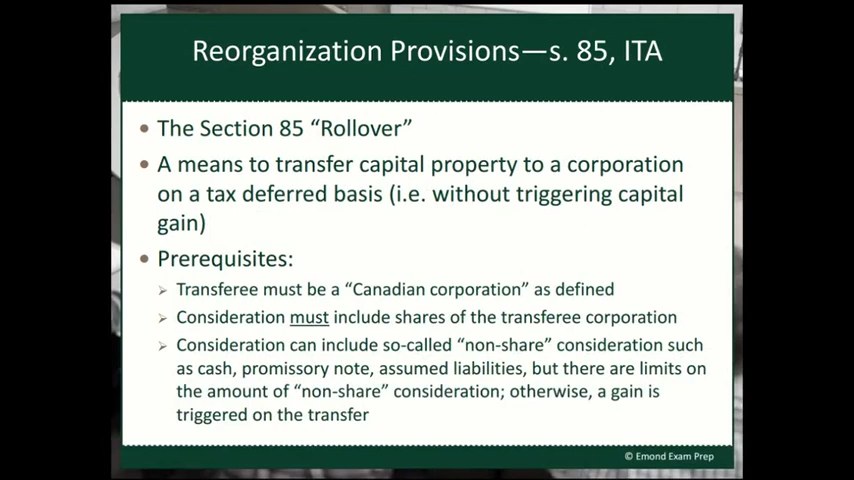 Reorganization Provisions—s. 85, ITA
• The Section 85 “Rollover”
• A means to transfer capital property to a corporation
on a tax deferred basis (i.e. without triggering capital
gain)
• Prerequisites:
➢ Transferee must be a “Canadian corporation” as defined
➢ Consideration must include shares of the transferee corporation
➢ Consideration can include so-called “non-share” consideration such
as cash, promissory note, assumed liabilities, but there are limits on
the amount of “non-share” consideration; otherwise, a gain is
triggered on the transfer
© Emond Exam Prep